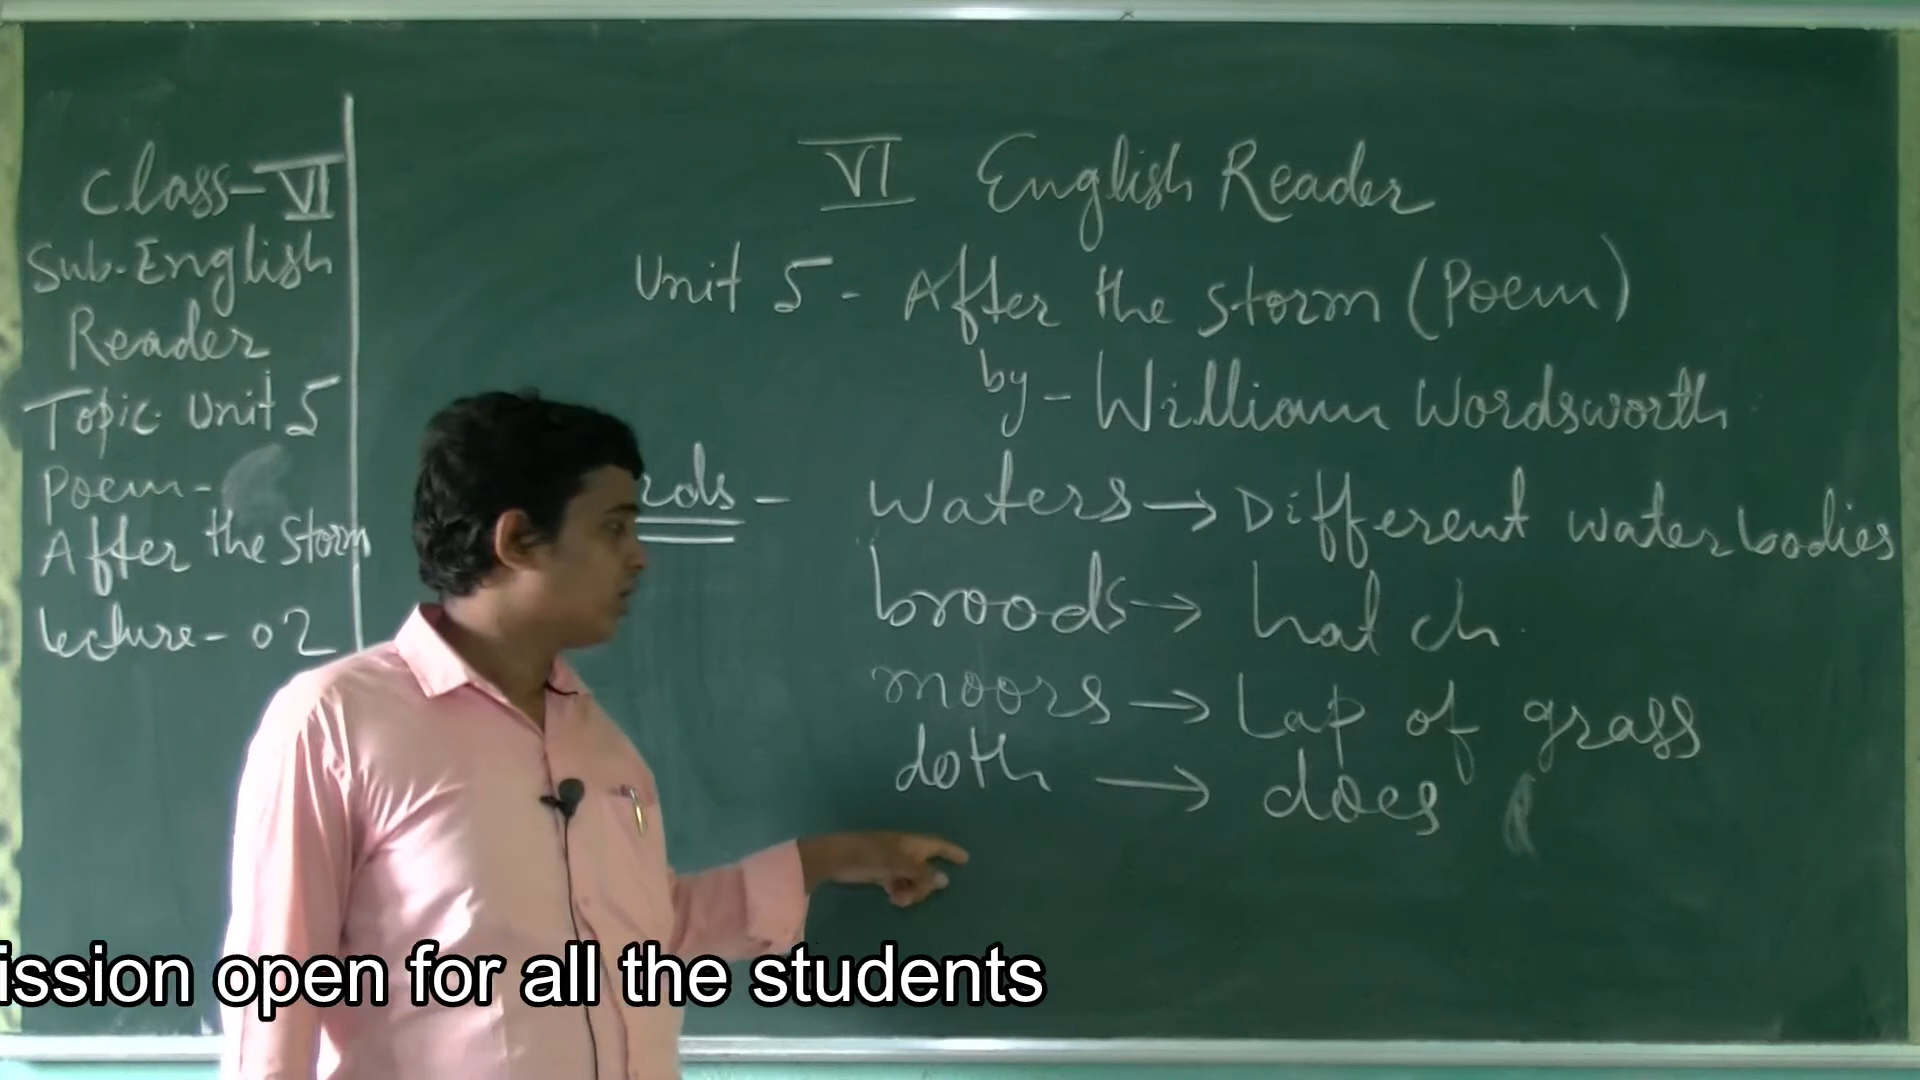 Class-VI
Sub-English
Reader
Topic Unit 5
Poem-
After the Storm
Lecture-02
VI English Reader
Unit 5 - After the storm (Poem)
by - William Wordsworth
- waters → Different water bodies
broods → hatch
moors → Lap of grass
doth → does
open for all the students